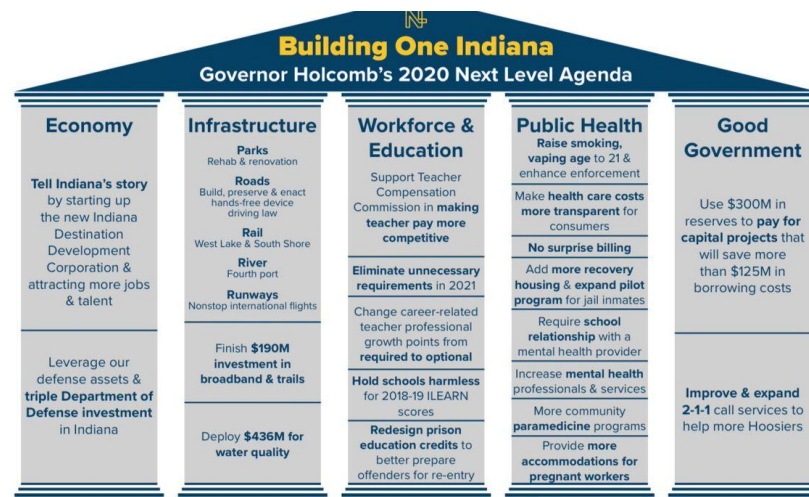 N
Building One Indiana
Governor Holcomb's 2020 Next Level Agenda
Economy
Tell Indiana's story
by starting up
the new Indiana
Destination
Development
Corporation &
attracting more jobs
& talent
Leverage our
defense assets &
triple Department of
Defense investment
in Indiana
Infrastructure
Parks
Rehab & renovation
Roads
Build, preserve & enact
hands-free device
driving law
Rail
West Lake & South Shore
River
Fourth port
Runways
Nonstop international flights
Finish $190M
investment in
broadband & trails
Deploy $436M for
water quality
Workforce &
Education
Support Teacher
Compensation
Commission in making
teacher pay more
competitive
Eliminate unnecessary
requirements in 2021
Change career-related
teacher professional
growth points from
required to optional
Hold schools harmless
for 2018-19 ILEARN
scores
Redesign prison
education credits to
better prepare
offenders for re-entry
Public Health
Raise smoking,
vaping age to 21 &
enhance enforcement
Make health care costs
more transparent for
consumers
No surprise billing
Add more recovery
housing & expand pilot
program for jail inmates
Require school
relationship with a
mental health provider
Increase mental health
professionals & services
More community
paramedicine programs
Provide more
accommodations for
pregnant workers
Good
Government
Use $300M in
reserves to pay for
capital projects that
will save more
than $125M in
borrowing costs
Improve & expand
2-1-1 call services to
help more Hoosiers